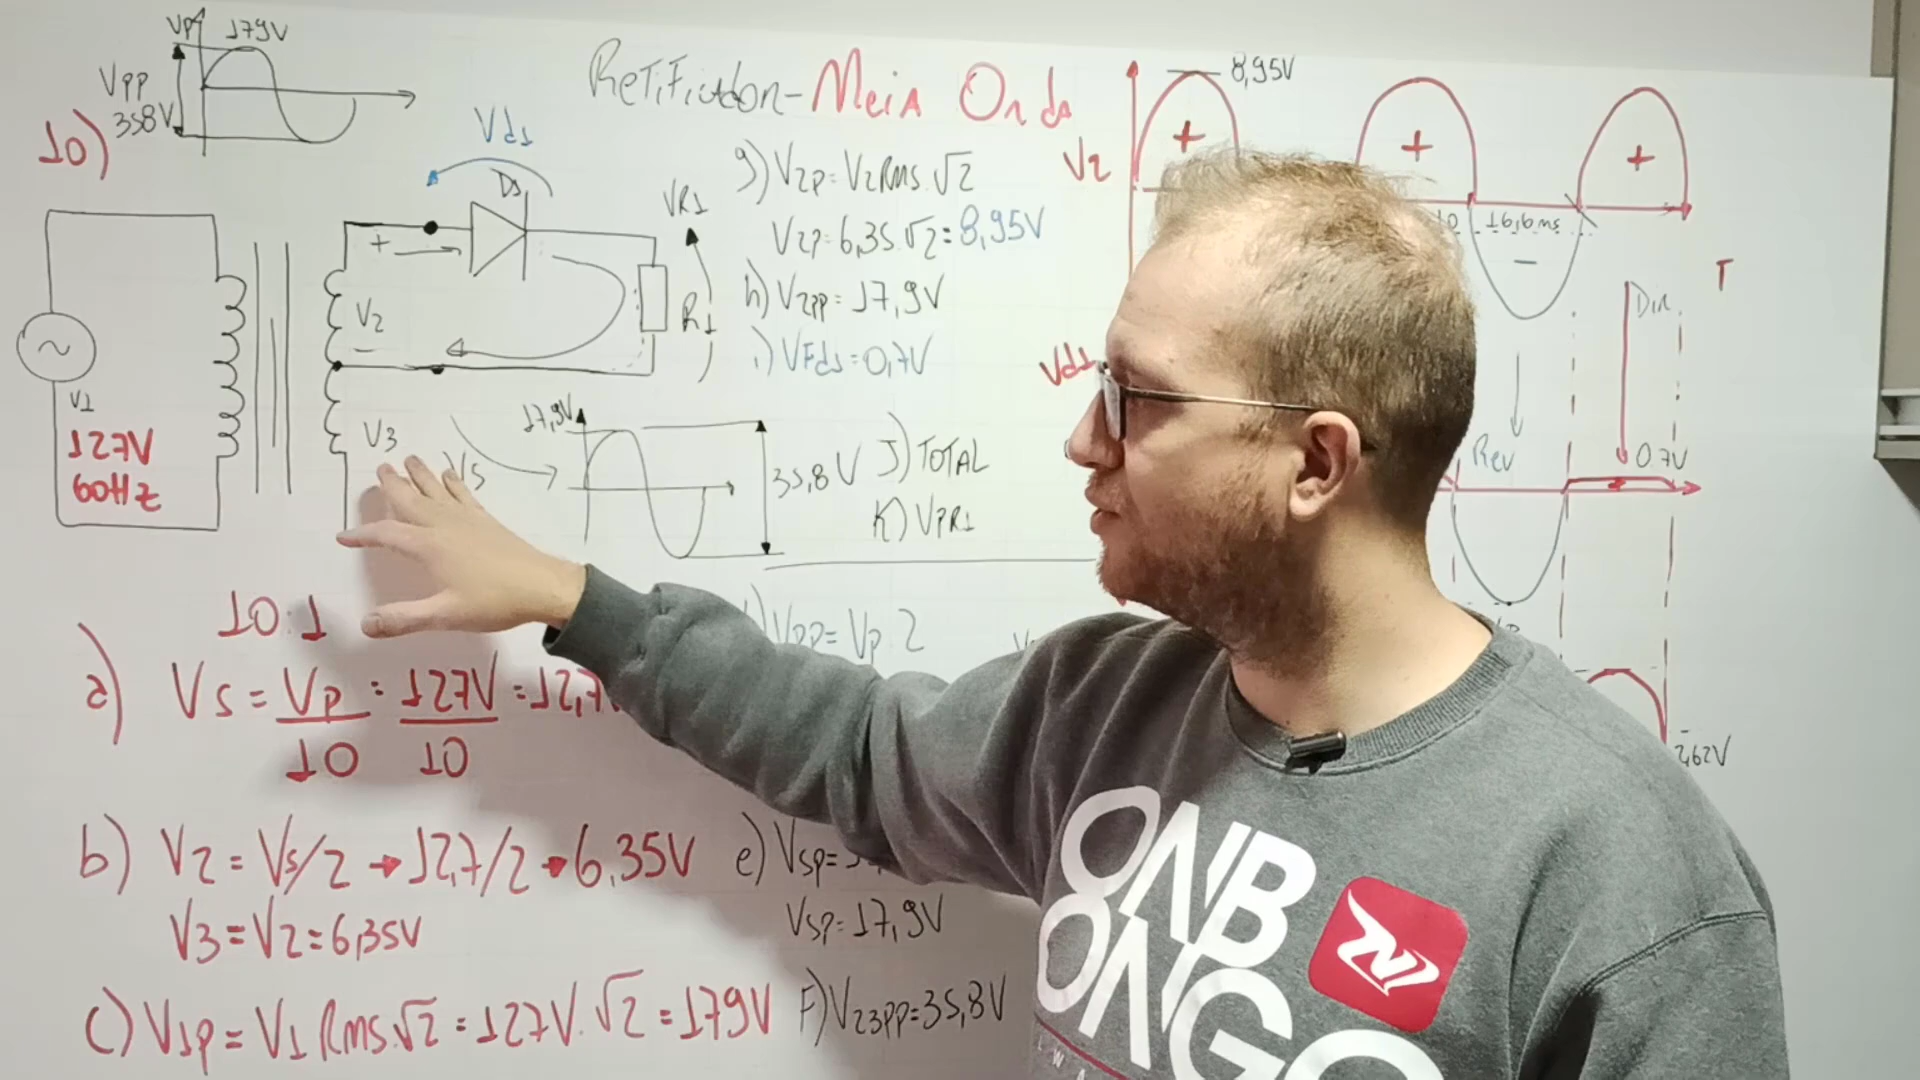 VP 179V
VPP
358V
10)
Retificador - Meia Onda
Vd1
D1
+
V2
-
VR1
R1
V1
127V
60Hz
V3
VS
17,9V
35,8V
10:1
a) VS = VP = 127V = 12,7
10 10
b) V2 = VS/2 → 12,7/2 → 6,35V
V3 = V2 = 6,35V
c) V1P = V1 RMS.√2 = 127V.√2 = 179V
g) V2P = V2RMS.√2
V2P = 6,35.√2 = 8,95V
h) V2PP = 17,9V
i) VFd1 = 0,7V
J) TOTAL
K) VPR1
VPP = VP.2
e) VSP=
VSP = 17,9V
F) V23PP = 35,8V
V2
8,95V
+
+
+
-
T
Dir
Rev
Vd1
0.7V
ONB
ONGO